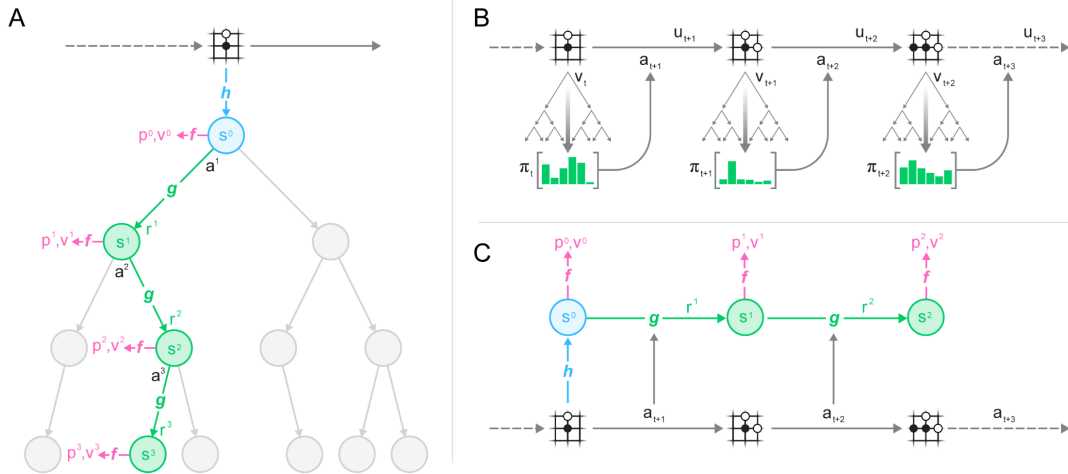 A
h
p⁰,v⁰ f s⁰
a¹
g
r¹
p¹,v¹ f s¹
a²
g
r²
p²,v² f s²
a³
g
r³
p³,v³ f s³
B
uₜ₊₁ uₜ₊₂ uₜ₊₃
aₜ₊₁ aₜ₊₂ aₜ₊₃
vₜ vₜ₊₁ vₜ₊₂
πₜ πₜ₊₁ πₜ₊₂
C
p⁰,v⁰ p¹,v¹ p²,v²
f f f
r¹ r²
s⁰ g s¹ g s²
h
aₜ₊₁ aₜ₊₂ aₜ₊₃